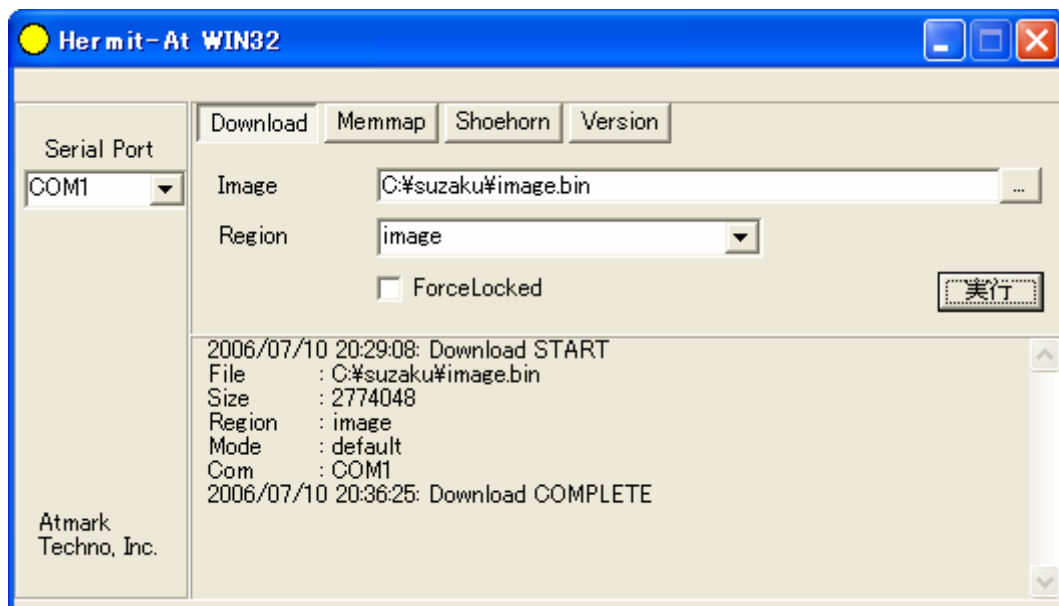 Hermit-At WIN32
Serial Port
COM1
Atmark
Techno, Inc.
Download Memmap Shoehorn Version
Image C:¥suzaku¥image.bin ...
Region image
ForceLocked 実行
2006/07/10 20:29:08: Download START
File : C:¥suzaku¥image.bin
Size : 2774048
Region : image
Mode : default
Com : COM1
2006/07/10 20:36:25: Download COMPLETE